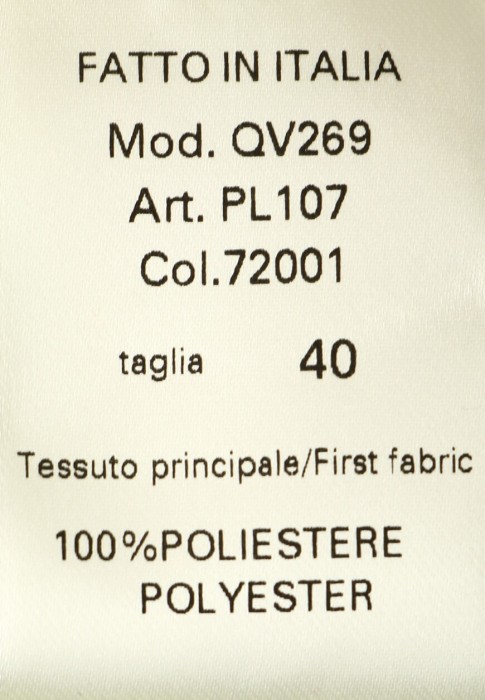 FATTO IN ITALIA
Mod. QV269
Art. PL107
Col.72001
taglia 40
Tessuto principale/First fabric
100%POLIESTERE
POLYESTER